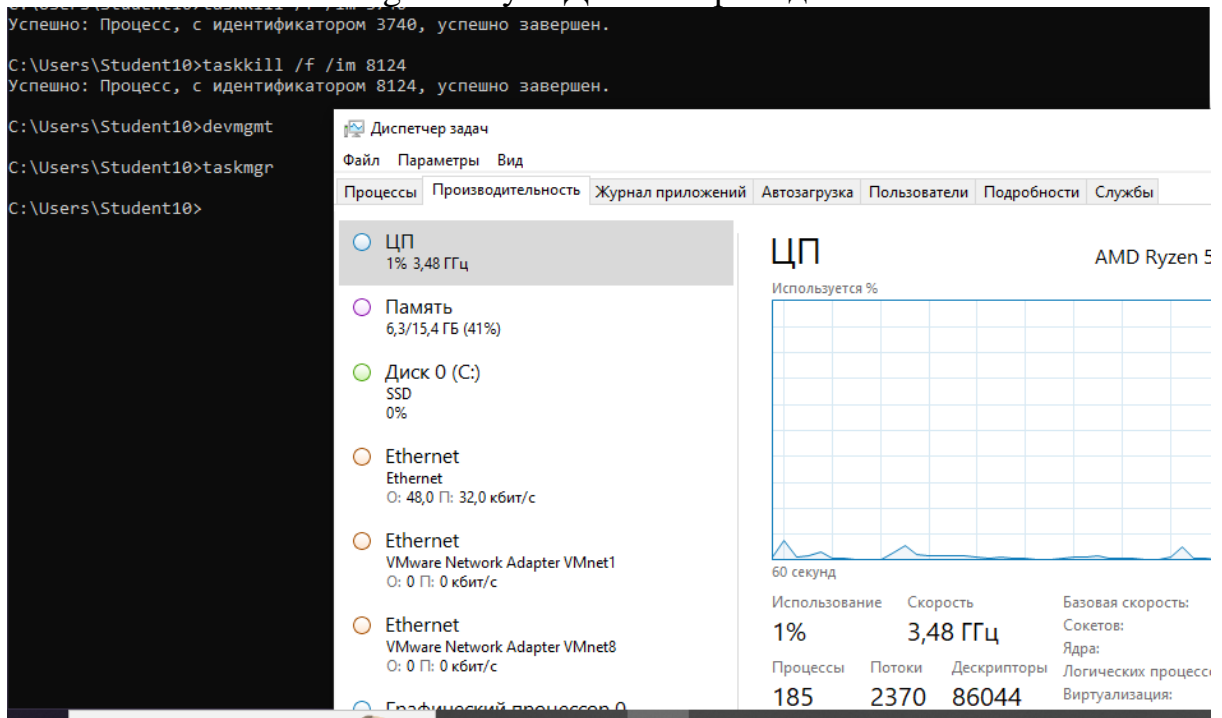 Успешно: Процесс, с идентификатором 3740, успешно завершен.
C:\Users\Student10>taskkill /f /im 8124
Успешно: Процесс, с идентификатором 8124, успешно завершен.
C:\Users\Student10>devmgmt
C:\Users\Student10>taskmgr
C:\Users\Student10>
Диспетчер задач
Файл Параметры Вид
Процессы Производительность Журнал приложений Автозагрузка Пользователи Подробности Службы
ЦП
1% 3,48 ГГц
Память
6,3/15,4 ГБ (41%)
Диск 0 (C:)
SSD
0%
Ethernet
Ethernet
О: 48,0 П: 32,0 кбит/с
Ethernet
VMware Network Adapter VMnet1
О: 0 П: 0 кбит/с
Ethernet
VMware Network Adapter VMnet8
О: 0 П: 0 кбит/с
Графический процессор 0
ЦП AMD Ryzen 5
Используется %
60 секунд
Использование Скорость Базовая скорость:
1% 3,48 ГГц Сокетов:
Ядра:
Процессы Потоки Дескрипторы Логических процессо
185 2370 86044 Виртуализация: